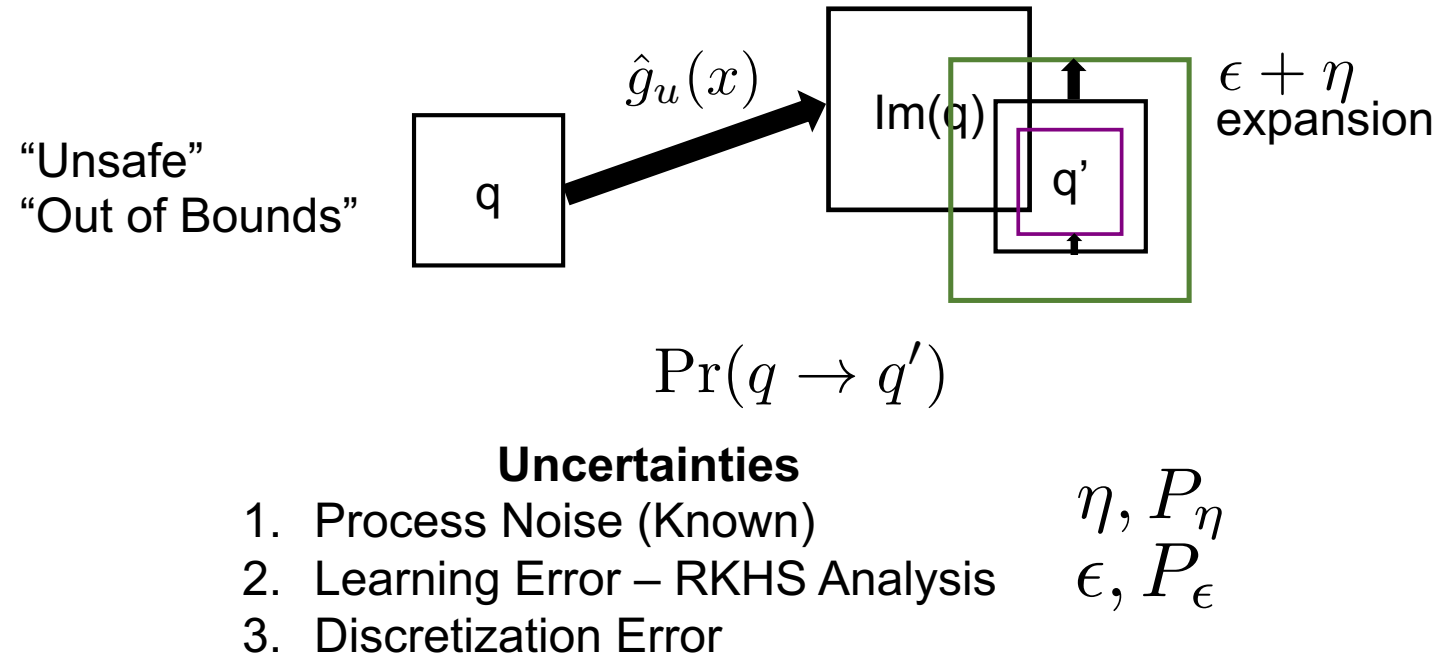 ĝ_u(x)
Im(q)
ϵ + η
expansion
“Unsafe”
“Out of Bounds”
q
q’
Pr(q → q′)
Uncertainties
1. Process Noise (Known)
η, P_η
2. Learning Error – RKHS Analysis
ϵ, P_ϵ
3. Discretization Error